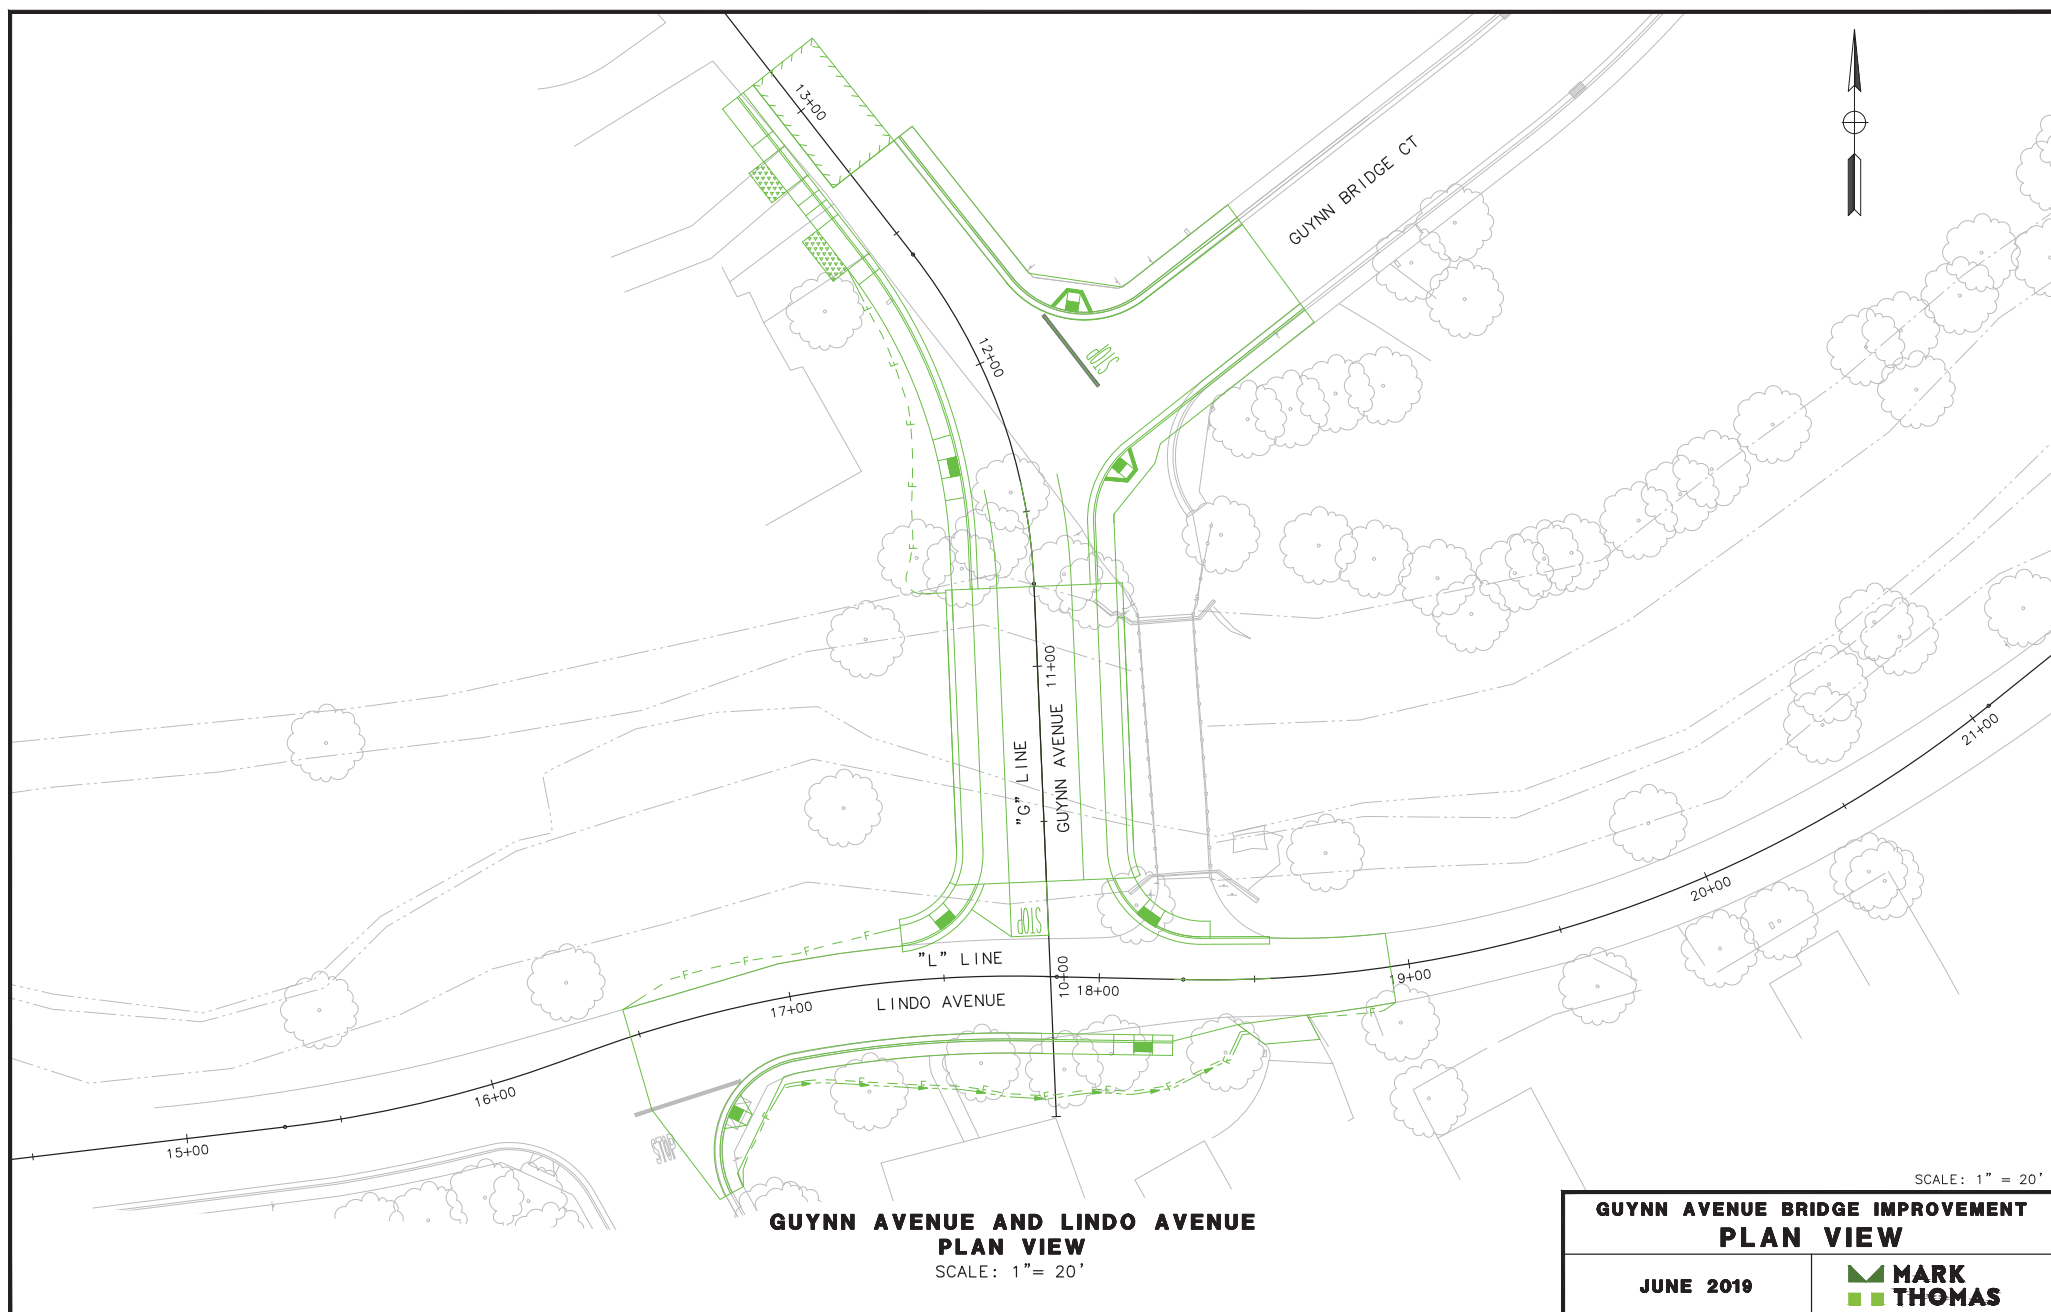 13+00
GUYNN BRIDGE CT
12+00
STOP
F
F
F
F
F
11+00
"G" LINE
GUYNN AVENUE
21+00
20+00
STOP
F
F
F
F
"L" LINE
10+00
18+00
19+00
LINDO AVENUE
17+00
F
16+00
F
F
F
F
F
F
F
F
F
15+00
STOP
SCALE: 1" = 20'
GUYNN AVENUE AND LINDO AVENUE
PLAN VIEW
SCALE: 1"= 20'
GUYNN AVENUE BRIDGE IMPROVEMENT
PLAN VIEW
JUNE 2019
MARK
THOMAS